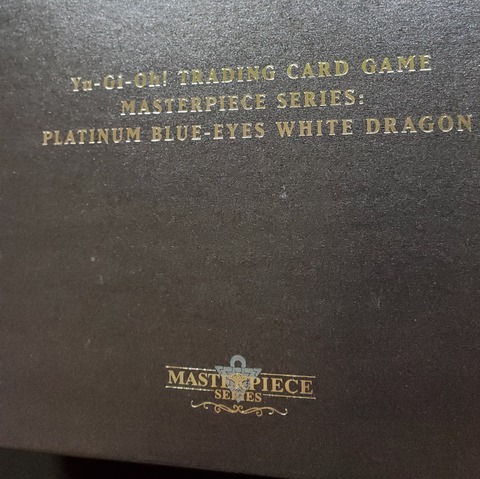 Yu-Gi-Oh! TRADING CARD GAME
MASTERPIECE SERIES:
PLATINUM BLUE-EYES WHITE DRAGON
MASTERPIECE
SERIES